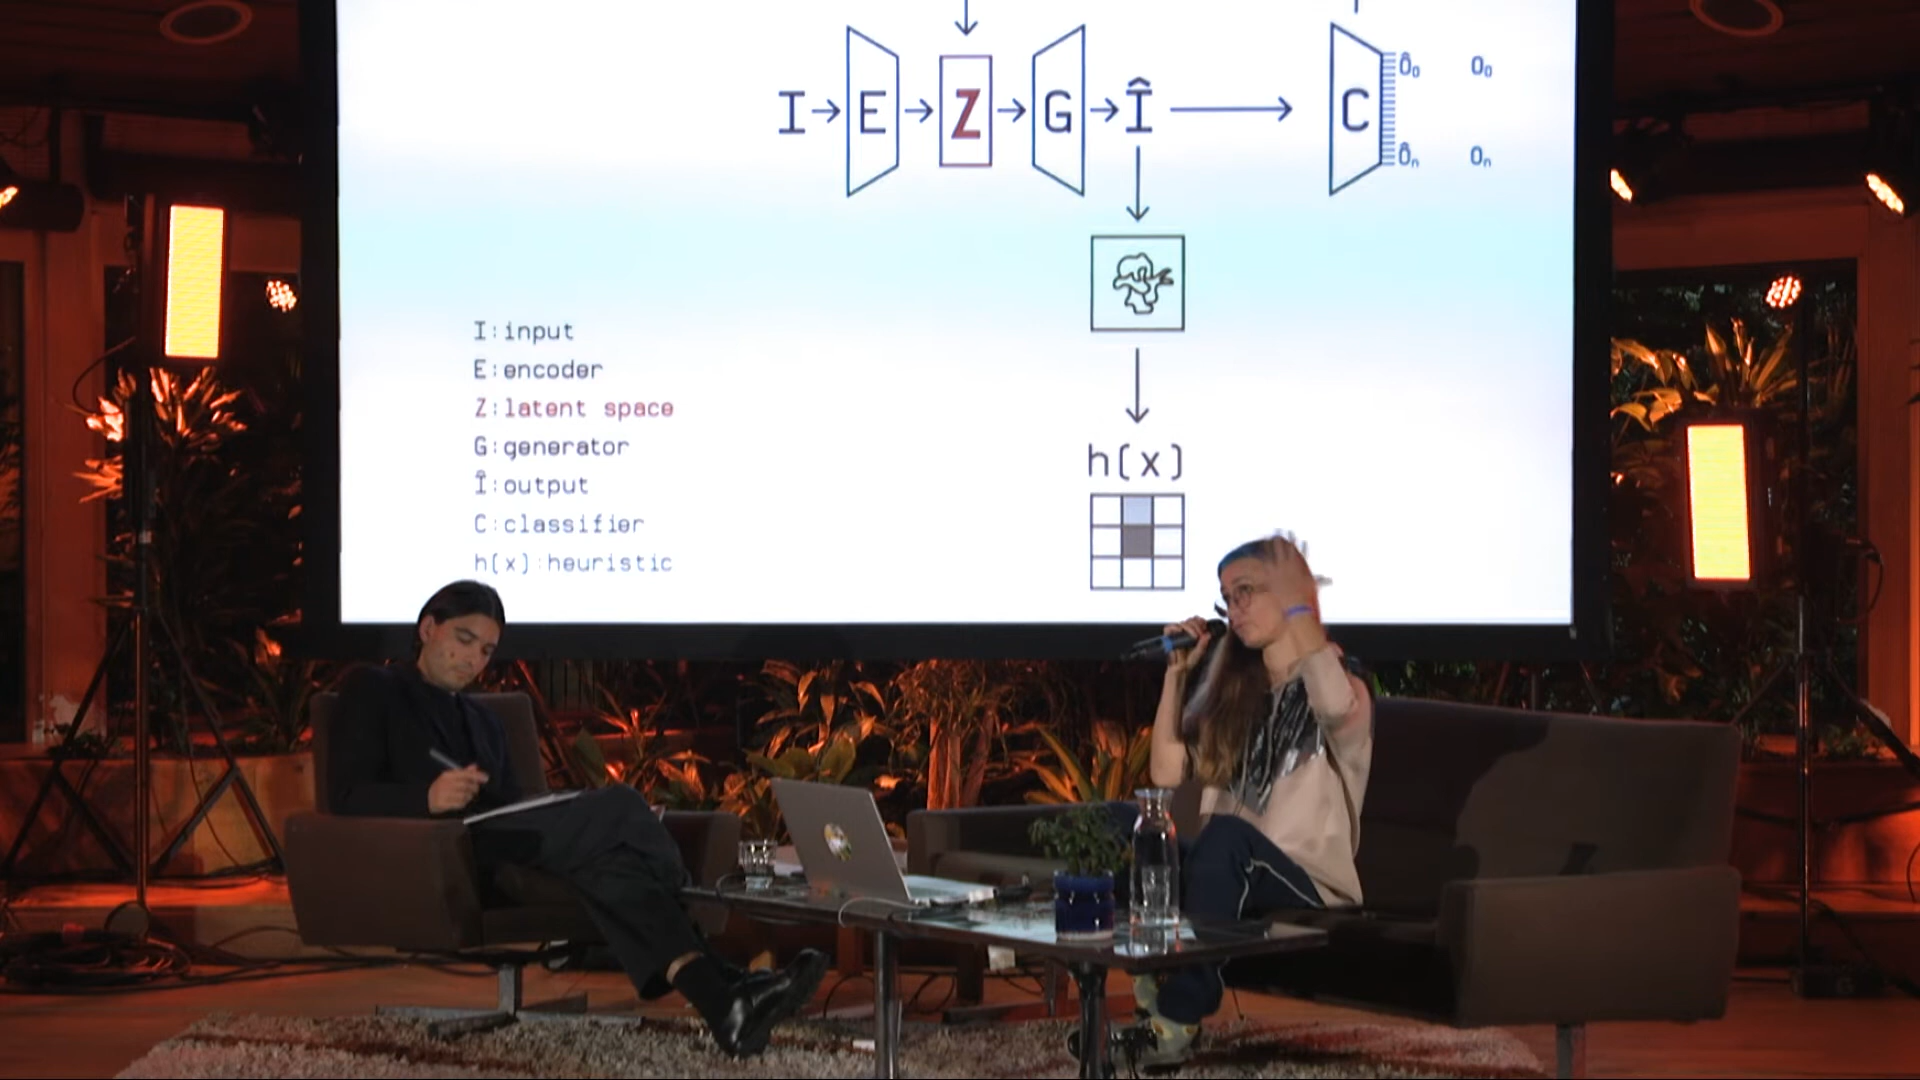 I → E → Z → G → Î → C
ô₀ o₀
ôₙ oₙ
I:input
E:encoder
Z:latent space
G:generator
Î:output
C:classifier
h(x):heuristic
h(x)